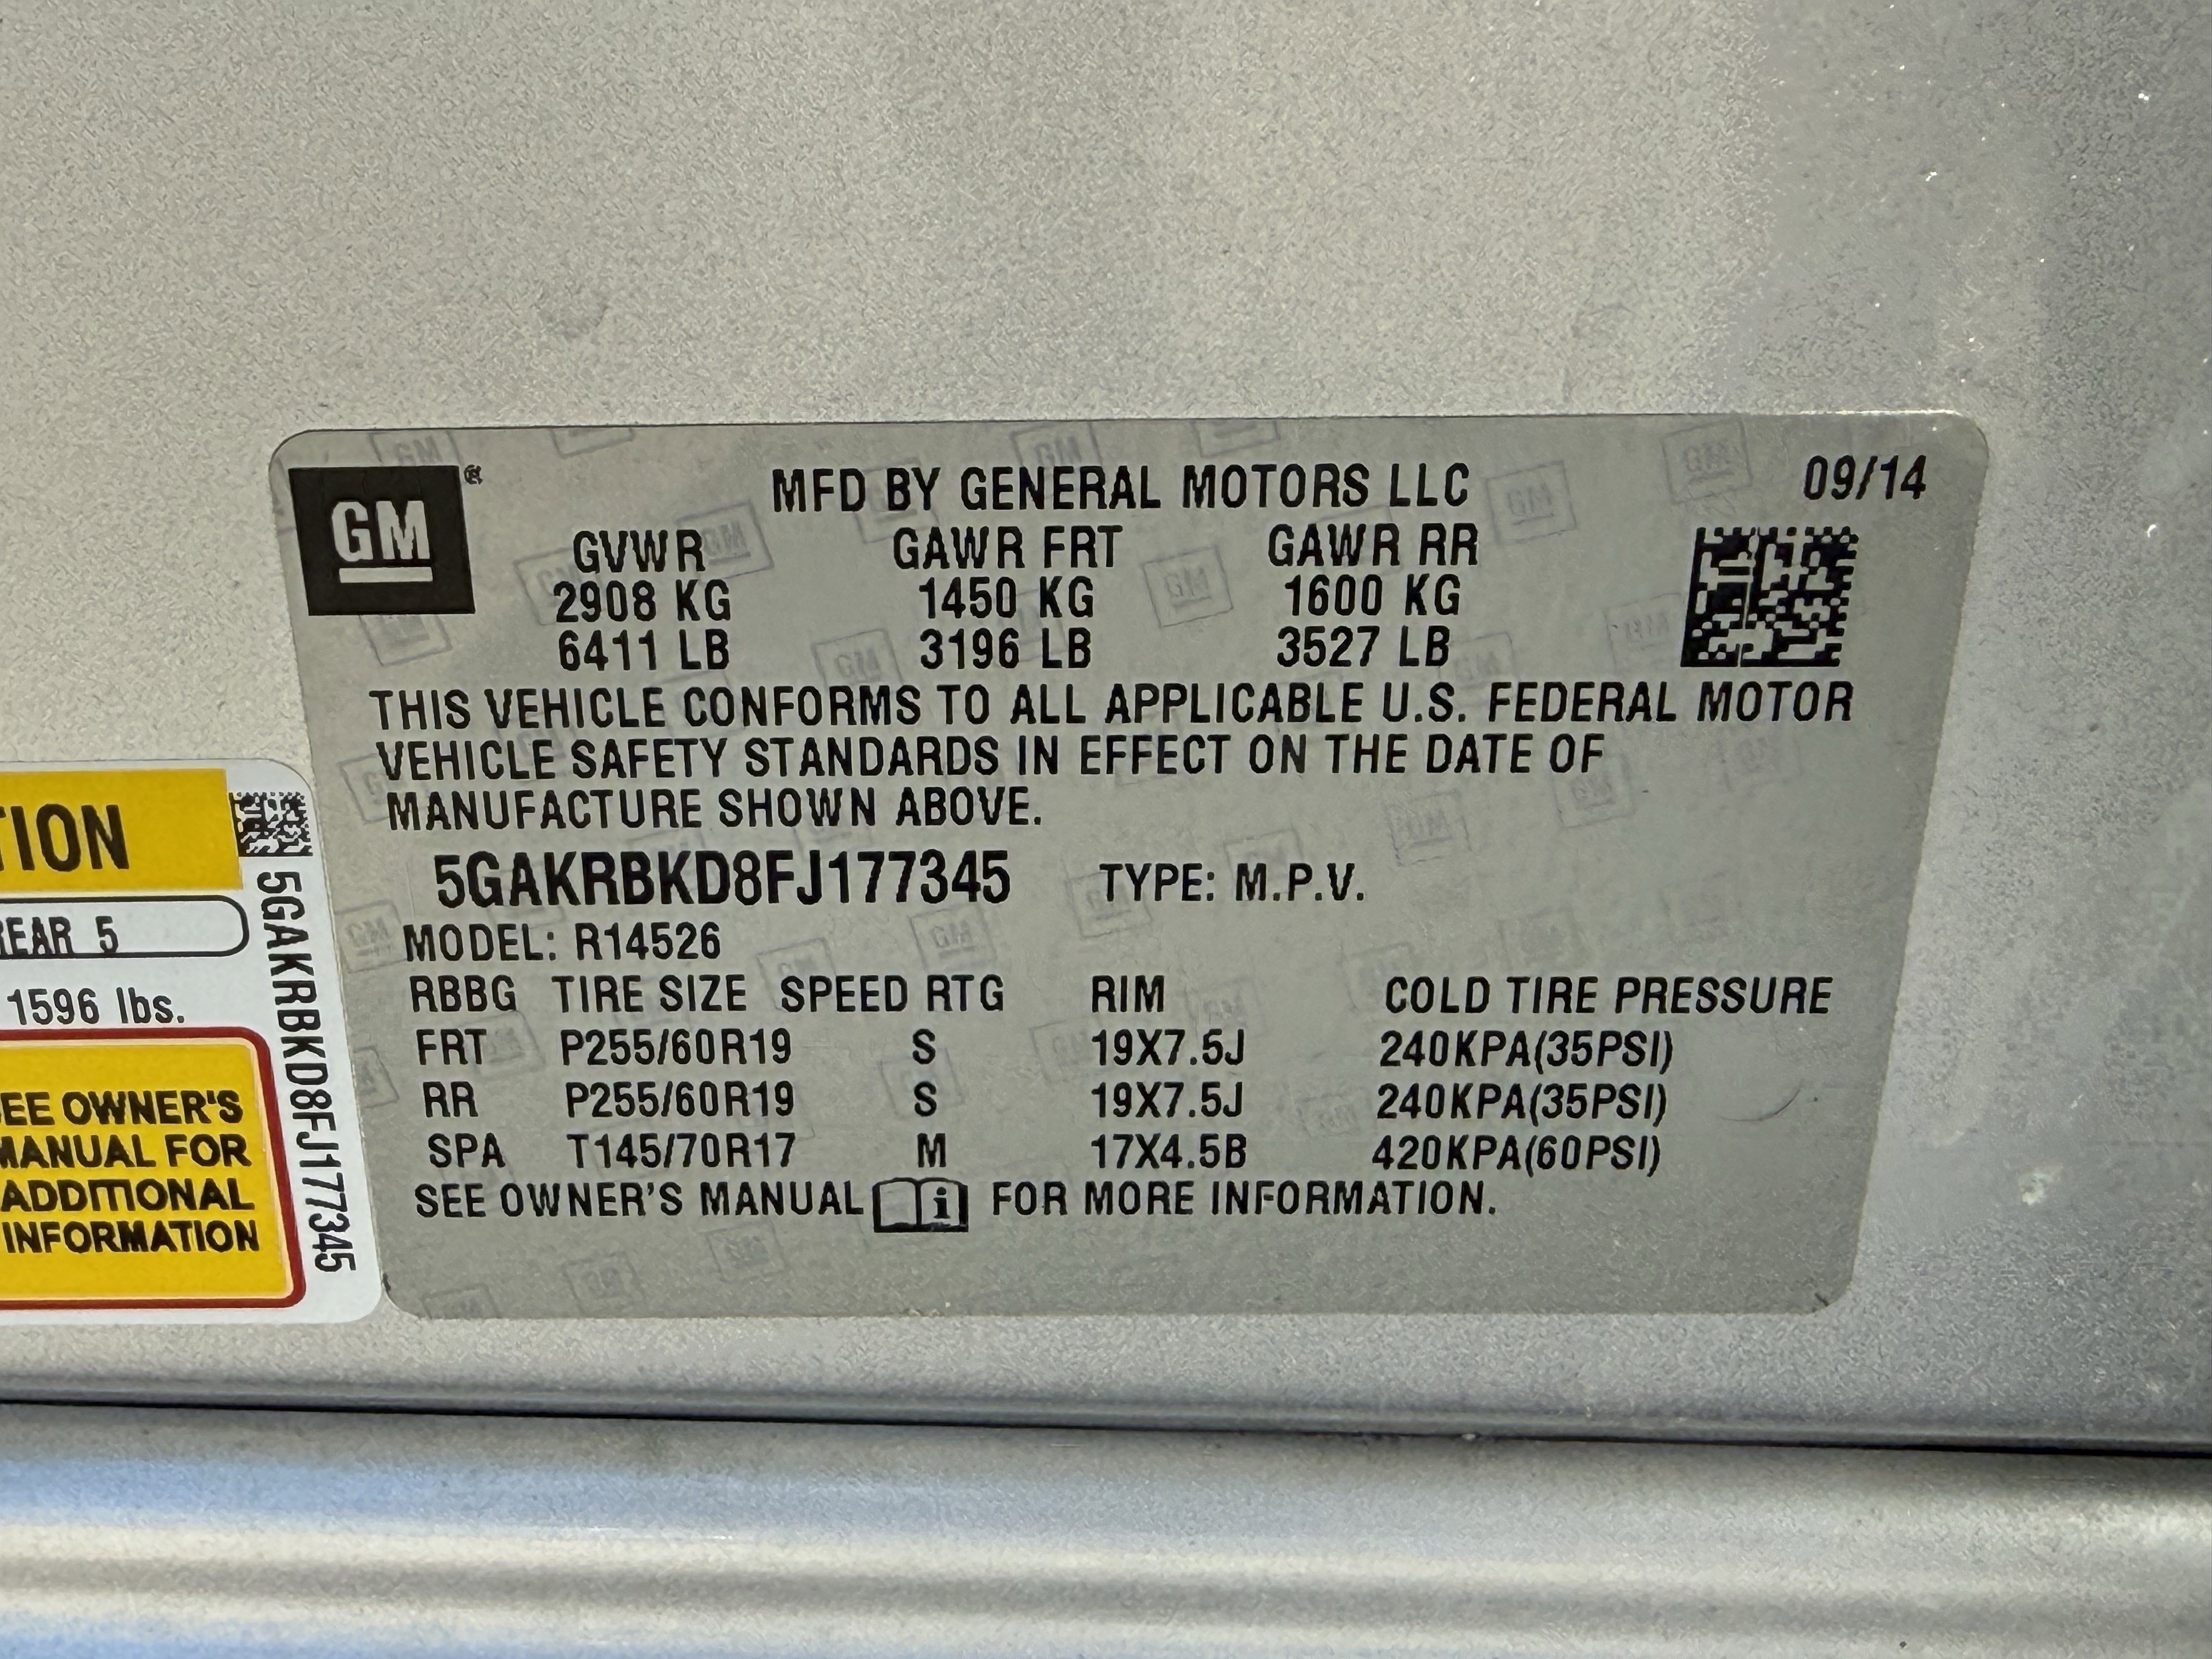 GM ®
MFD BY GENERAL MOTORS LLC 09/14
GVWR GAWR FRT GAWR RR
2908 KG 1450 KG 1600 KG
6411 LB 3196 LB 3527 LB
THIS VEHICLE CONFORMS TO ALL APPLICABLE U.S. FEDERAL MOTOR
VEHICLE SAFETY STANDARDS IN EFFECT ON THE DATE OF
MANUFACTURE SHOWN ABOVE.
5GAKRBKD8FJ177345 TYPE: M.P.V.
MODEL: R14526
RBBG TIRE SIZE SPEED RTG RIM COLD TIRE PRESSURE
FRT P255/60R19 S 19X7.5J 240KPA(35PSI)
RR P255/60R19 S 19X7.5J 240KPA(35PSI)
SPA T145/70R17 M 17X4.5B 420KPA(60PSI)
SEE OWNER'S MANUAL i FOR MORE INFORMATION.
TION
REAR 5
1596 lbs.
EE OWNER'S
MANUAL FOR
ADDITIONAL
INFORMATION
5GAKRBKD8FJ177345